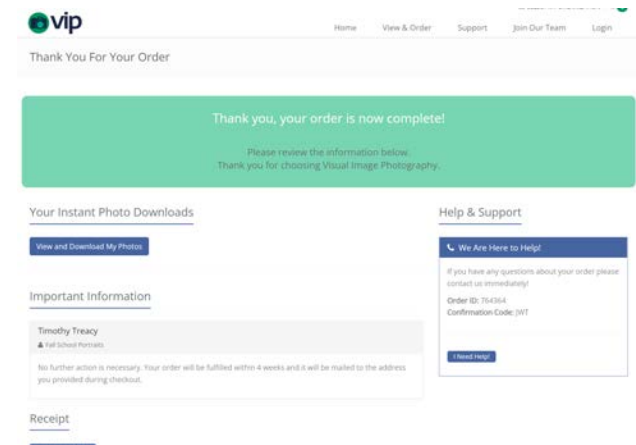 vip
Home View & Order Support Join Our Team Login
Thank You For Your Order
Thank you, your order is now complete!
Please review the information below.
Thank you for choosing Visual Image Photography.
Your Instant Photo Downloads
View and Download My Photos
Important Information
Timothy Treacy
Fall School Portraits
No further action is necessary. Your order will be fulfilled within 4 weeks and it will be mailed to the address
you provided during checkout.
Receipt
Help & Support
We Are Here to Help!
If you have any questions about your order please
contact us immediately!
Order ID: 764364
Confirmation Code: JWT
I Need Help!